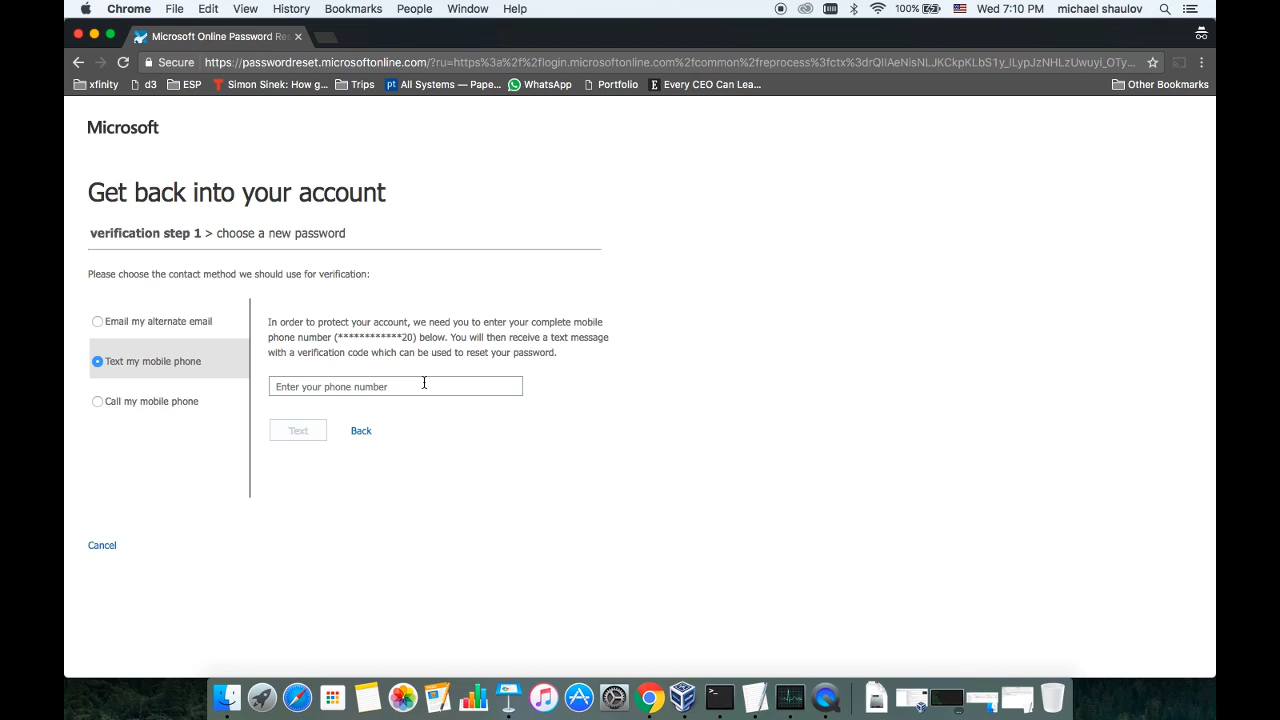 Chrome File Edit View History Bookmarks People Window Help 100% Wed 7:10 PM michael shaulov
Microsoft Online Password Re
Secure https://passwordreset.microsoftonline.com/?ru=https%3a%2f%2flogin.microsoftonline.com%2fcommon%2freprocess%3fctx%3d
xfinity d3 ESP T Simon Sinek: How g... Trips pt All Systems — Pape... WhatsApp Portfolio E Every CEO Can Lea... Other Bookmarks
Microsoft
Get back into your account
verification step 1 > choose a new password
Please choose the contact method we should use for verification:
Email my alternate email
Text my mobile phone
Call my mobile phone
In order to protect your account, we need you to enter your complete mobile
phone number (************20) below. You will then receive a text message
with a verification code which can be used to reset your password.
Enter your phone number
Text Back
Cancel